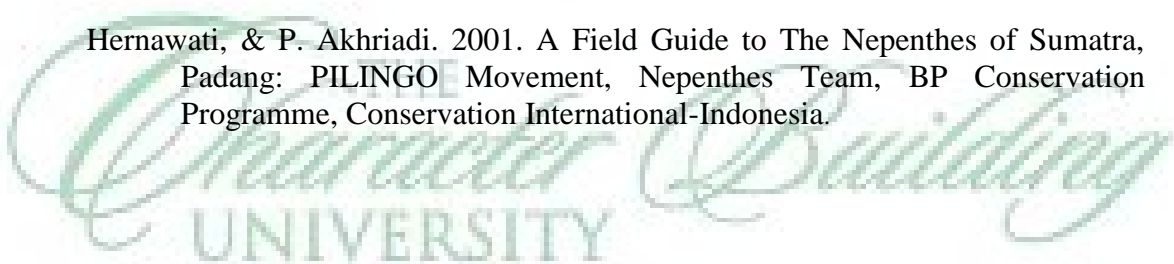 Hernawati, & P. Akhriadi. 2001. A Field Guide to The Nepenthes of Sumatra,
Padang: PILINGO Movement, Nepenthes Team, BP Conservation
Programme, Conservation International-Indonesia.
THE
Character Building
UNIVERSITY